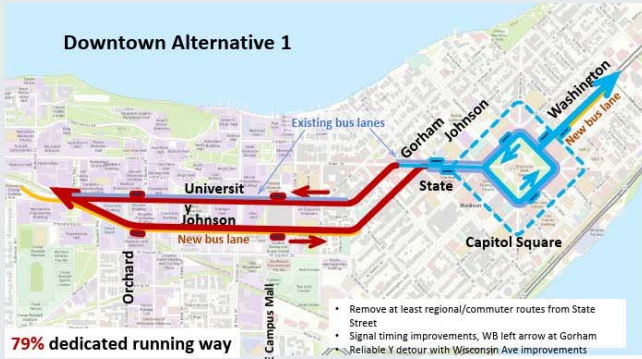 Downtown Alternative 1
Washington
New bus lane
Existing bus lanes
Gorham
Johnson
State
Capitol Square
Universit
y
Johnson
New bus lane
Orchard
E Campus Mall
79% dedicated running way
• Remove at least regional/commuter routes from State
Street
• Signal timing improvements, WB left arrow at Gorham
• Reliable Y detour with Wisconsin Ave improvements